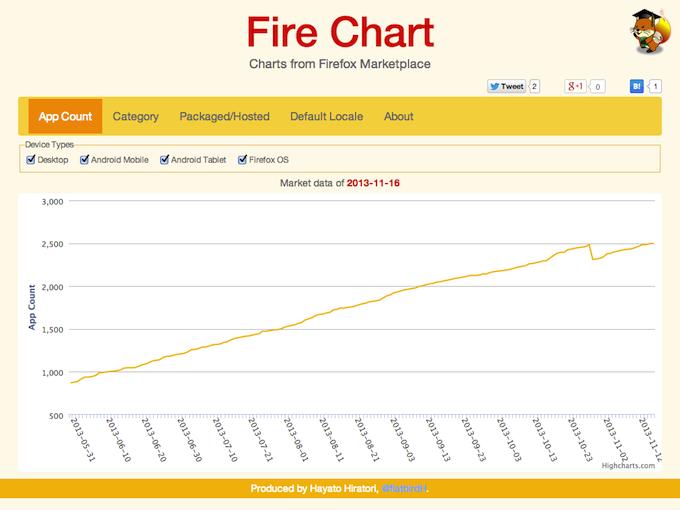 Fire Chart
Charts from Firefox Marketplace
Tweet 2 g+1 0 B! 1
App Count Category Packaged/Hosted Default Locale About
Device Types
Desktop Android Mobile Android Tablet Firefox OS
Market data of 2013-11-16
3,000
2,500
2,000
1,500
1,000
500
App Count
2013-05-31 2013-06-10 2013-06-20 2013-06-30 2013-07-10 2013-07-21 2013-08-01 2013-08-11 2013-08-21 2013-09-03 2013-09-13 2013-09-23 2013-10-03 2013-10-13 2013-10-23 2013-11-02 2013-11-12
Highcharts.com
Produced by Hayato Hiratori, @flatbirdH.